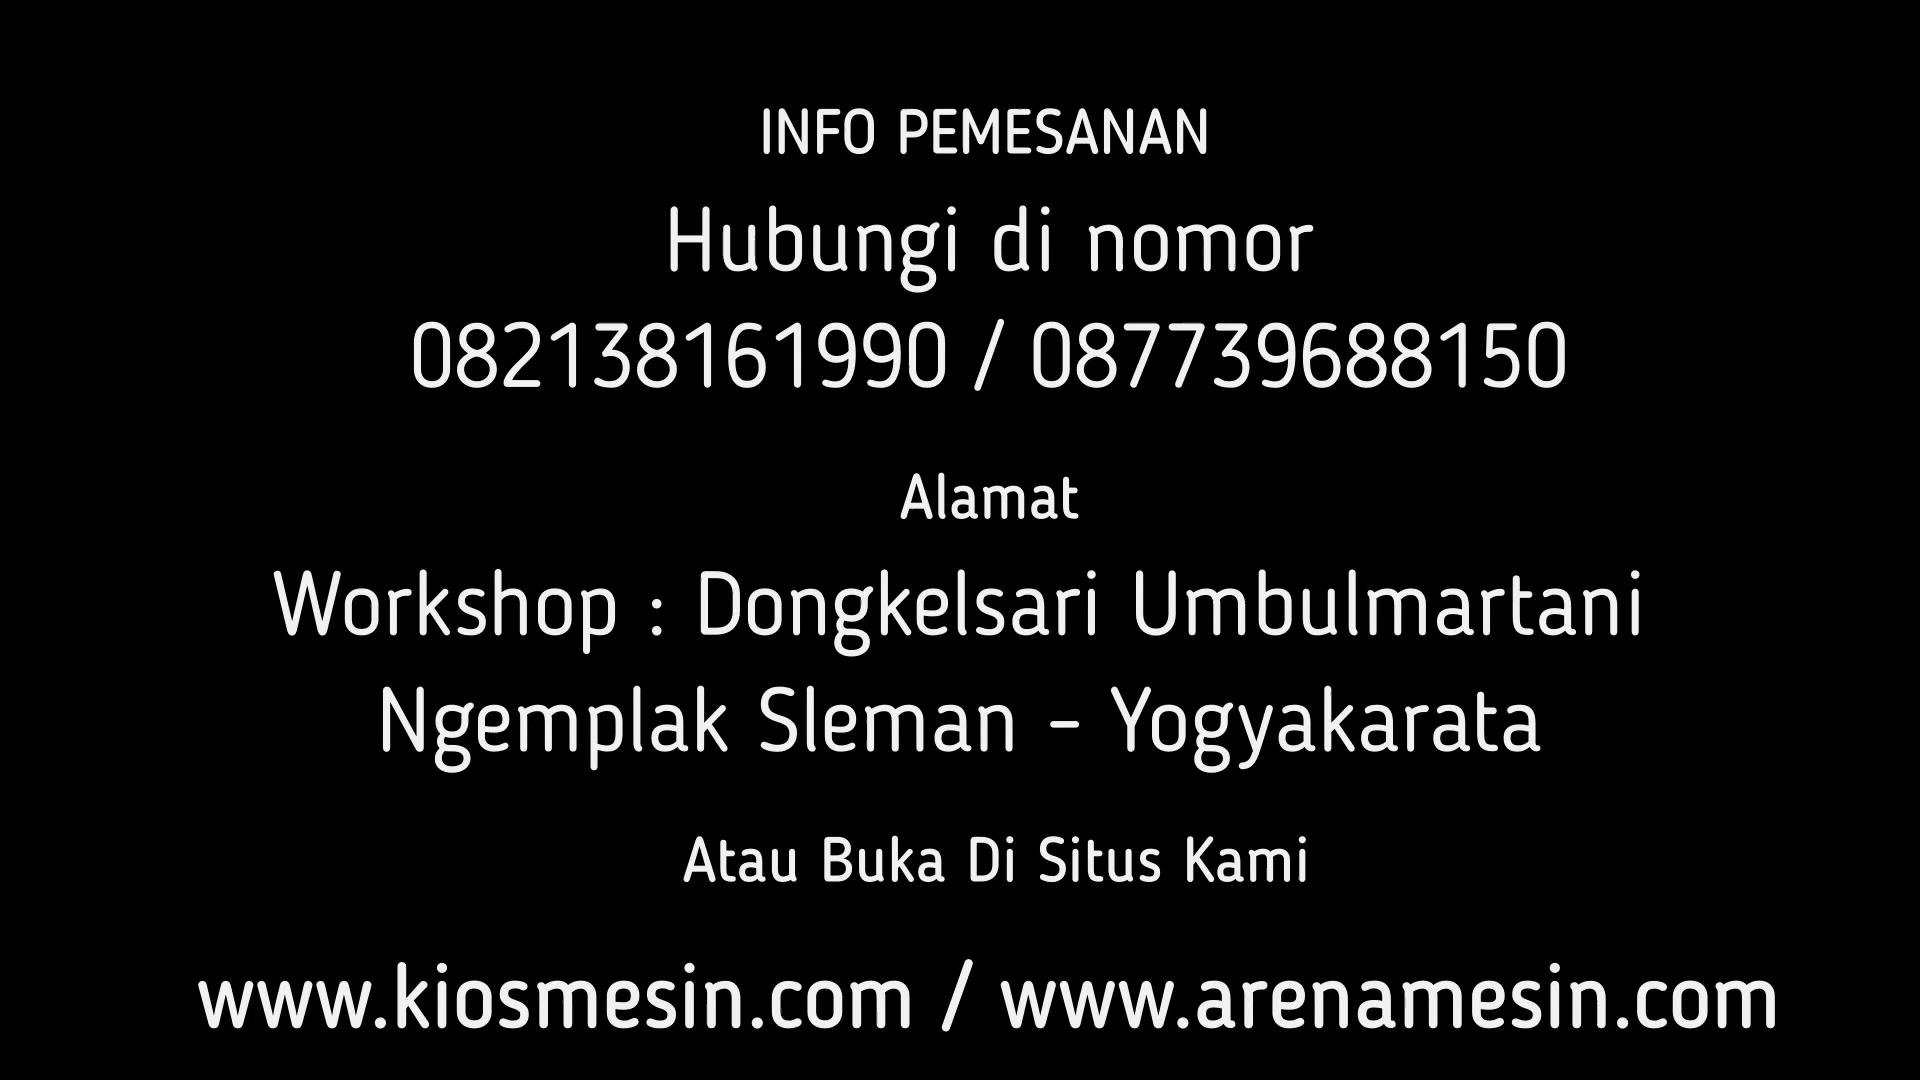 INFO PEMESANAN
Hubungi di nomor
082138161990 / 087739688150
Alamat
Workshop : Dongkelsari Umbulmartani
Ngemplak Sleman - Yogyakarata
Atau Buka Di Situs Kami
www.kiosmesin.com / www.arenamesin.com